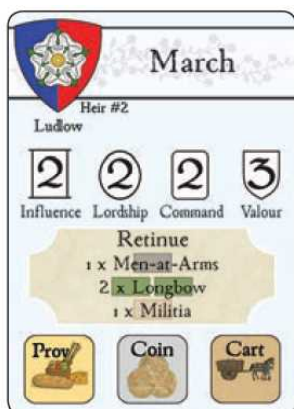 March
Heir #2
Ludlow
2 2 2 3
Influence Lordship Command Valour
Retinue
1 x Men-at-Arms
2 x Longbow
1 x Militia
Prov Coin Cart